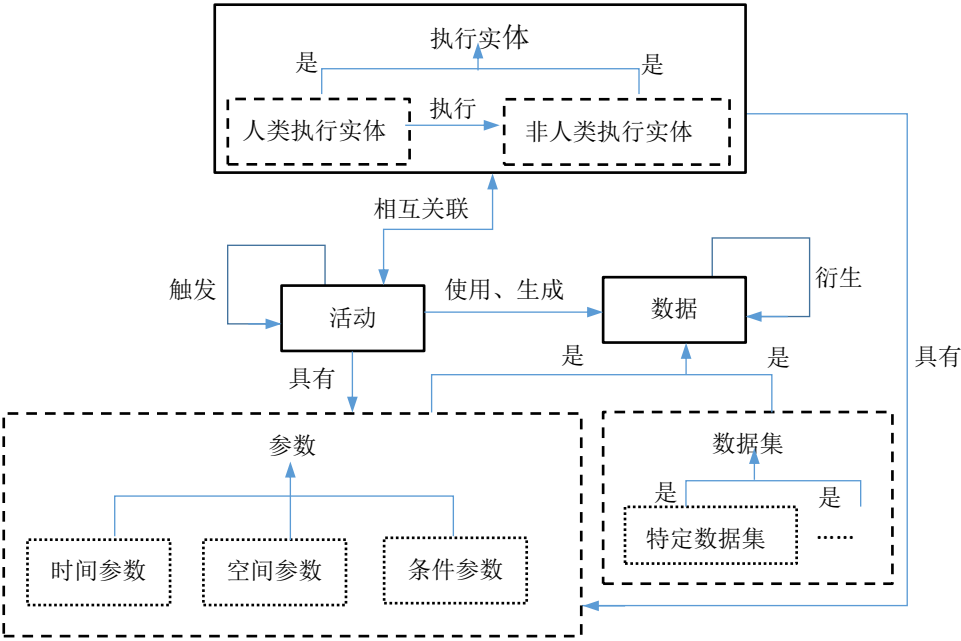 执行实体
是
是
执行
人类执行实体
非人类执行实体
相互关联
触发
使用、生成
衍生
活动
数据
是
是
具有
具有
参数
数据集
是
是
时间参数
空间参数
条件参数
特定数据集
……